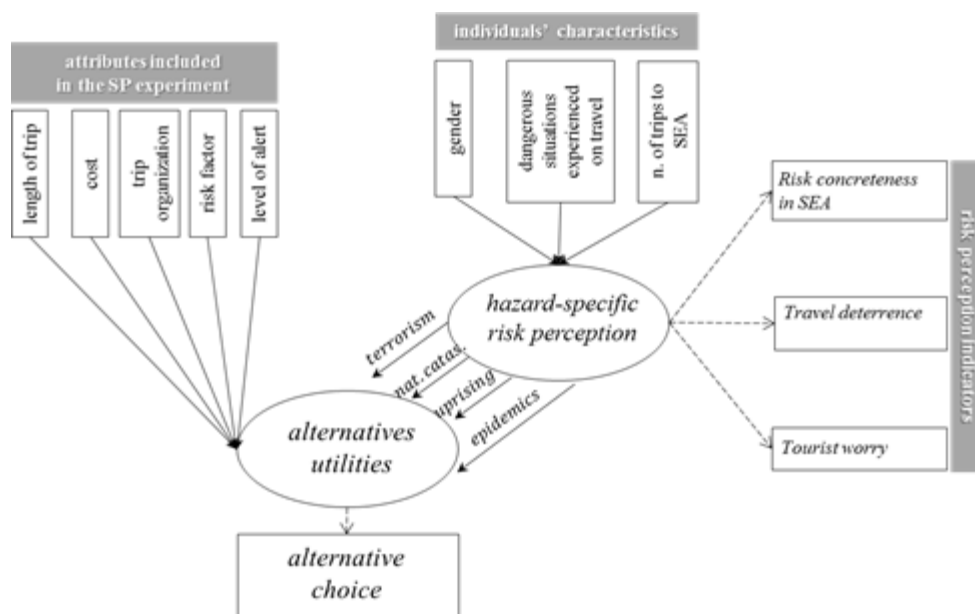 individuals' characteristics
attributes included
in the SP experiment
length of trip
cost
trip
organization
risk factor
level of alert
gender
dangerous
situations
experienced
on travel
n. of trips to
SEA
Risk concreteness
in SEA
Travel deterrence
Tourist worry
risk perception indicators
hazard-specific
risk perception
terrorism
nat. catas.
uprising
epidemics
alternatives
utilities
alternative
choice